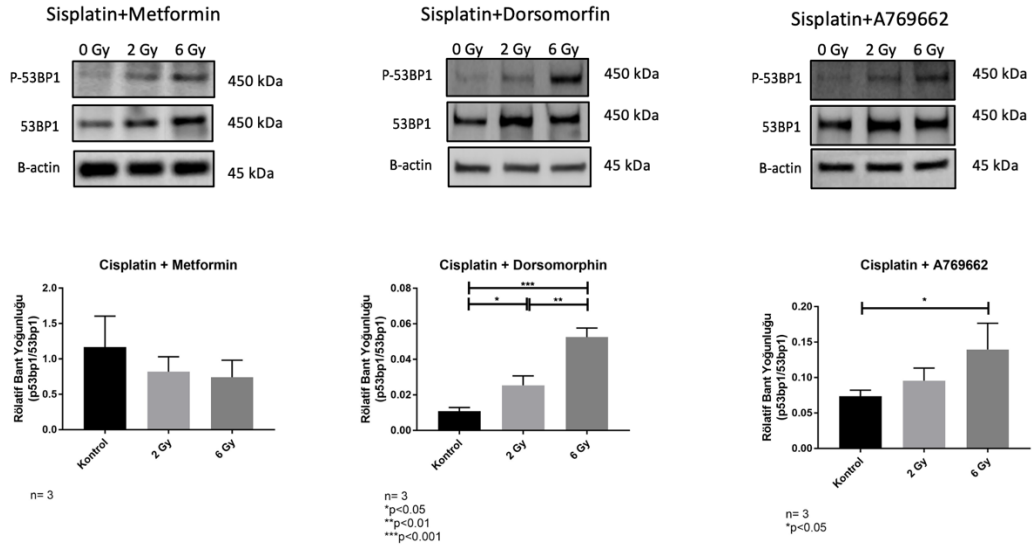 Sisplatin+Metformin
0 Gy 2 Gy 6 Gy
P-53BP1 450 kDa
53BP1 450 kDa
B-actin 45 kDa
Sisplatin+Dorsomorfin
0 Gy 2 Gy 6 Gy
P-53BP1 450 kDa
53BP1 450 kDa
B-actin 45 kDa
Sisplatin+A769662
0 Gy 2 Gy 6 Gy
P-53BP1 450 kDa
53BP1 450 kDa
B-actin 45 kDa
Cisplatin + Metformin
Rölatif Bant Yoğunluğu
(p53bp1/53bp1)
2.0
1.5
1.0
0.5
0.0
Kontrol 2 Gy 6 Gy
n= 3
Cisplatin + Dorsomorphin
Rölatif Bant Yoğunluğu
(p53bp1/53bp1)
0.08
0.06
0.04
0.02
0.00
***
* **
Kontrol 2 Gy 6 Gy
n= 3
*p<0.05
**p<0.01
***p<0.001
Cisplatin + A769662
Rölatif Bant Yoğunluğu
(p53bp1/53bp1)
0.20
0.15
0.10
0.05
0.00
*
Kontrol 2 Gy 6 Gy
n= 3
*p<0.05